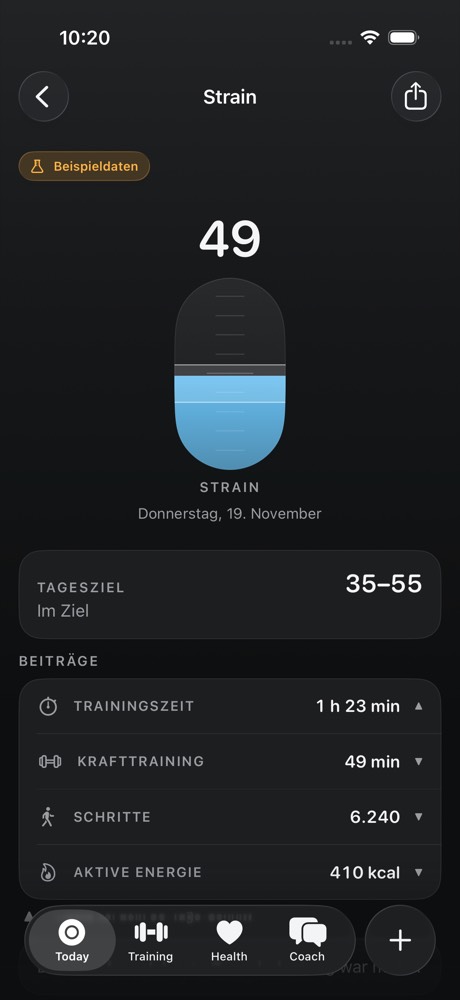 10:20
Strain
Beispieldaten
49
STRAIN
Donnerstag, 19. November
TAGESZIEL
35–55
Im Ziel
BEITRÄGE
TRAININGSZEIT
1 h 23 min ▲
KRAFTTRAINING
49 min ▼
SCHRITTE
6.240 ▼
AKTIVE ENERGIE
410 kcal ▼
war
Today
Training
Health
Coach